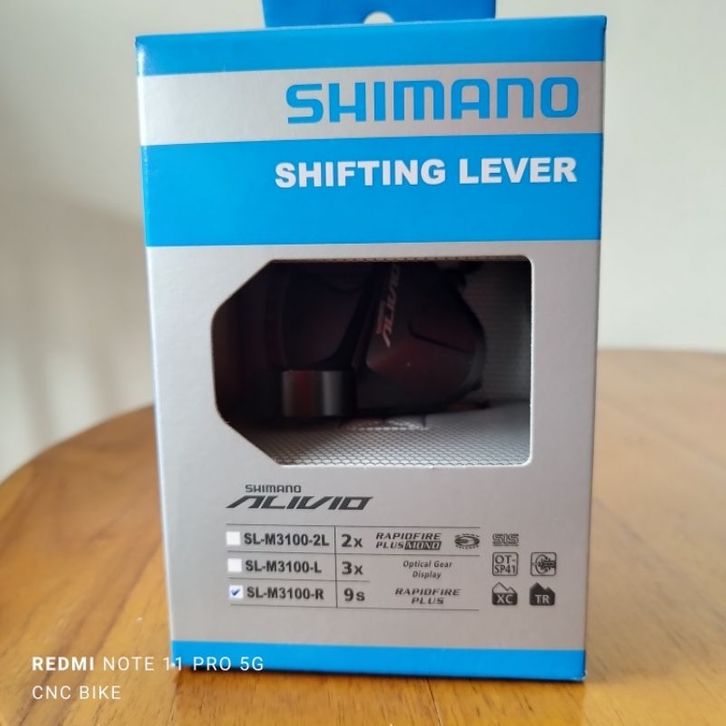 SHIMANO
SHIFTING LEVER
ALIVIO
SHIMANO
ALIVIO
SL-M3100-2L 2x RAPIDFIRE PLUS MONO SIS
SL-M3100-L 3x Optical Gear Display OT-SP41
SL-M3100-R 9s RAPIDFIRE PLUS XC TR
REDMI NOTE 11 PRO 5G
CNC BIKE